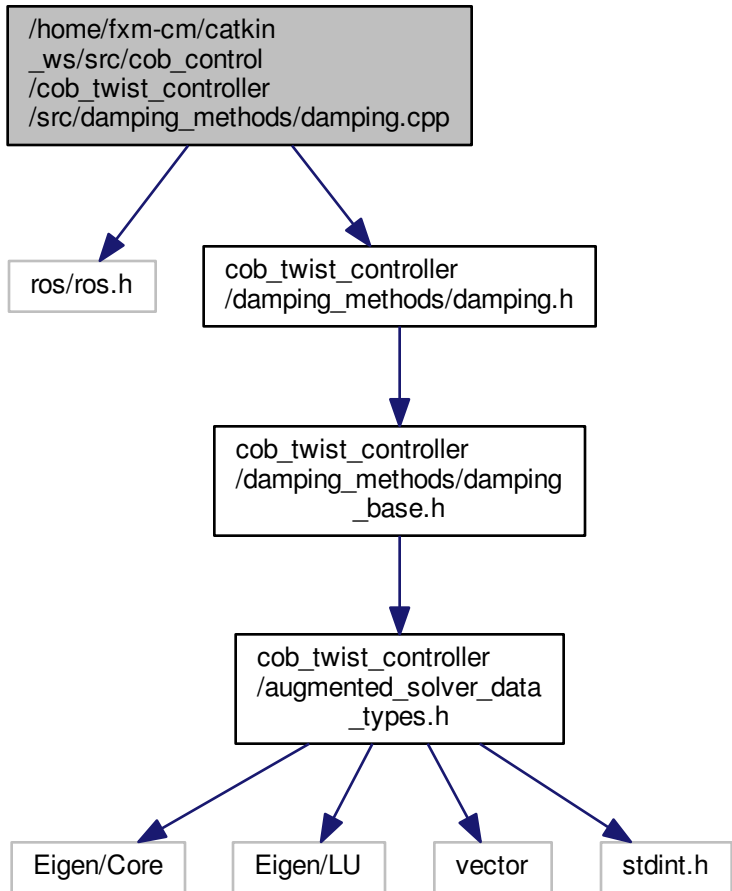 /home/fxm-cm/catkin
_ws/src/cob_control
/cob_twist_controller
/src/damping_methods/damping.cpp
ros/ros.h
cob_twist_controller
/damping_methods/damping.h
cob_twist_controller
/damping_methods/damping
_base.h
cob_twist_controller
/augmented_solver_data
_types.h
Eigen/Core
Eigen/LU
vector
stdint.h